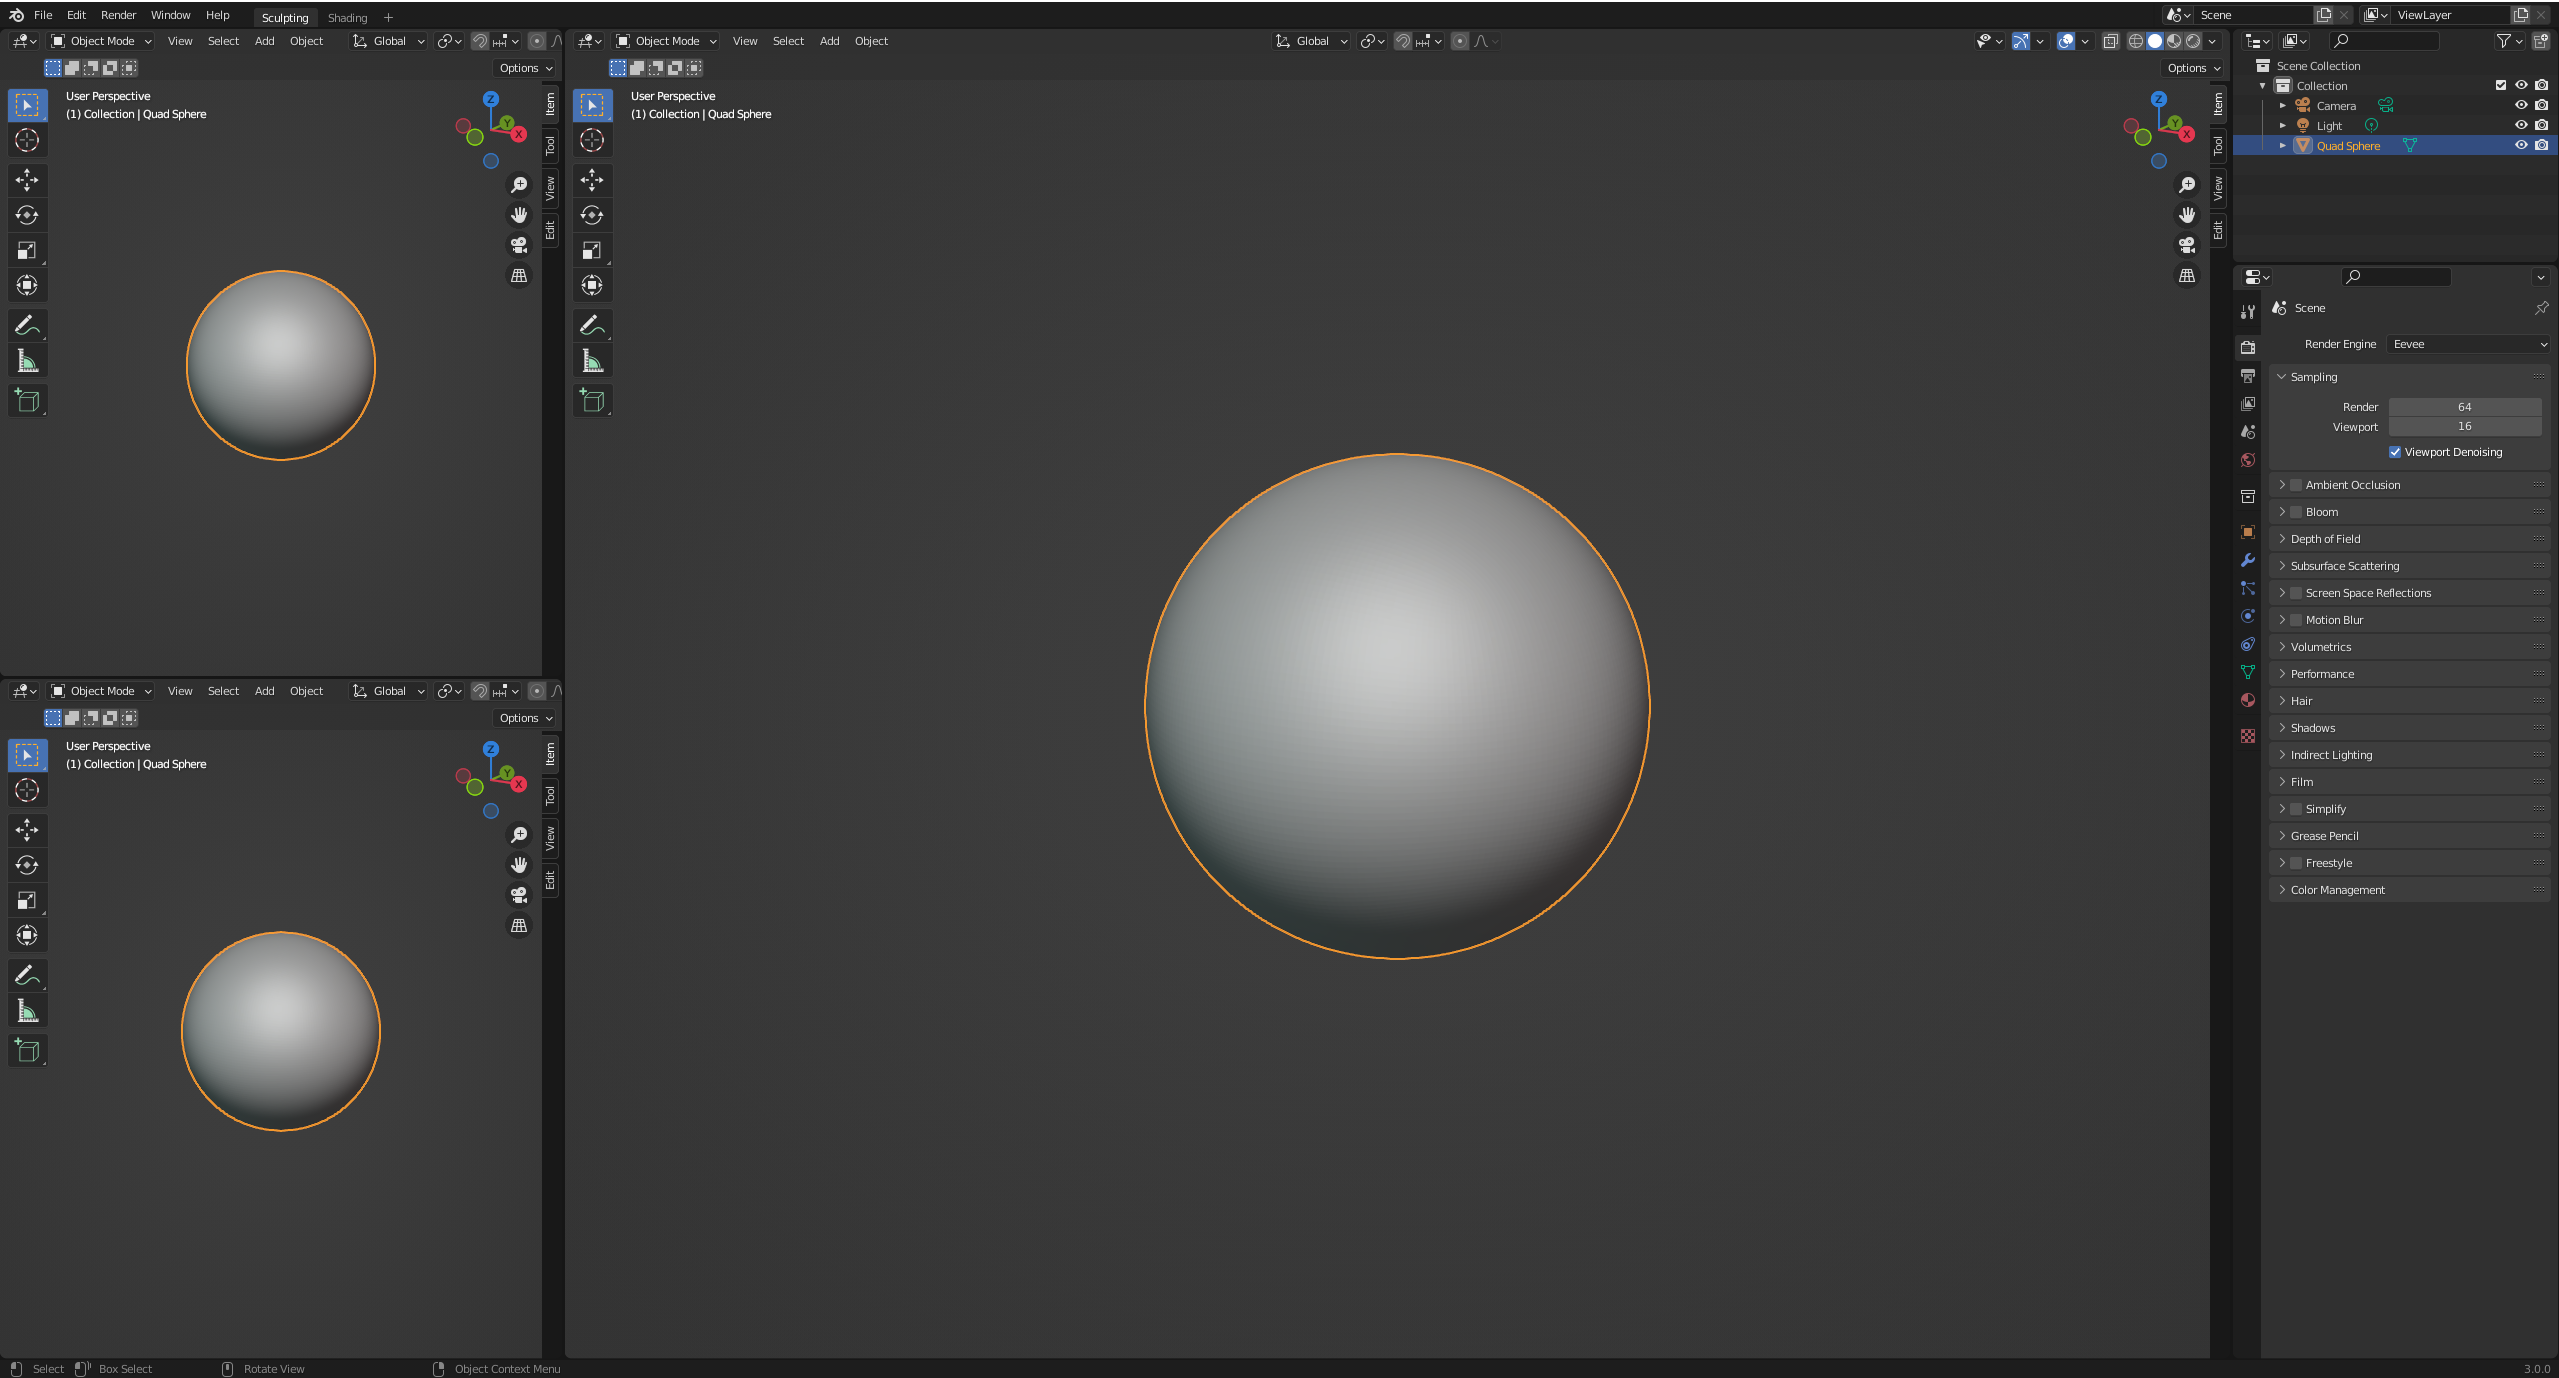 File Edit Render Window Help Sculpting Shading + Scene ViewLayer
Object Mode View Select Add Object Global
Options
User Perspective
(1) Collection | Quad Sphere
Z
Y
X
Item
Tool
View
Edit
Object Mode View Select Add Object Global
Options
User Perspective
(1) Collection | Quad Sphere
Z
Y
X
Item
Tool
View
Edit
Object Mode View Select Add Object Global
Options
User Perspective
(1) Collection | Quad Sphere
Z
Y
X
Item
Tool
View
Edit
Scene Collection
Collection
Camera
Light
Quad Sphere
Scene
Render Engine Eevee
Sampling
Render 64
Viewport 16
Viewport Denoising
Ambient Occlusion
Bloom
Depth of Field
Subsurface Scattering
Screen Space Reflections
Motion Blur
Volumetrics
Performance
Hair
Shadows
Indirect Lighting
Film
Simplify
Grease Pencil
Freestyle
Color Management
Select Box Select Rotate View Object Context Menu 3.0.0